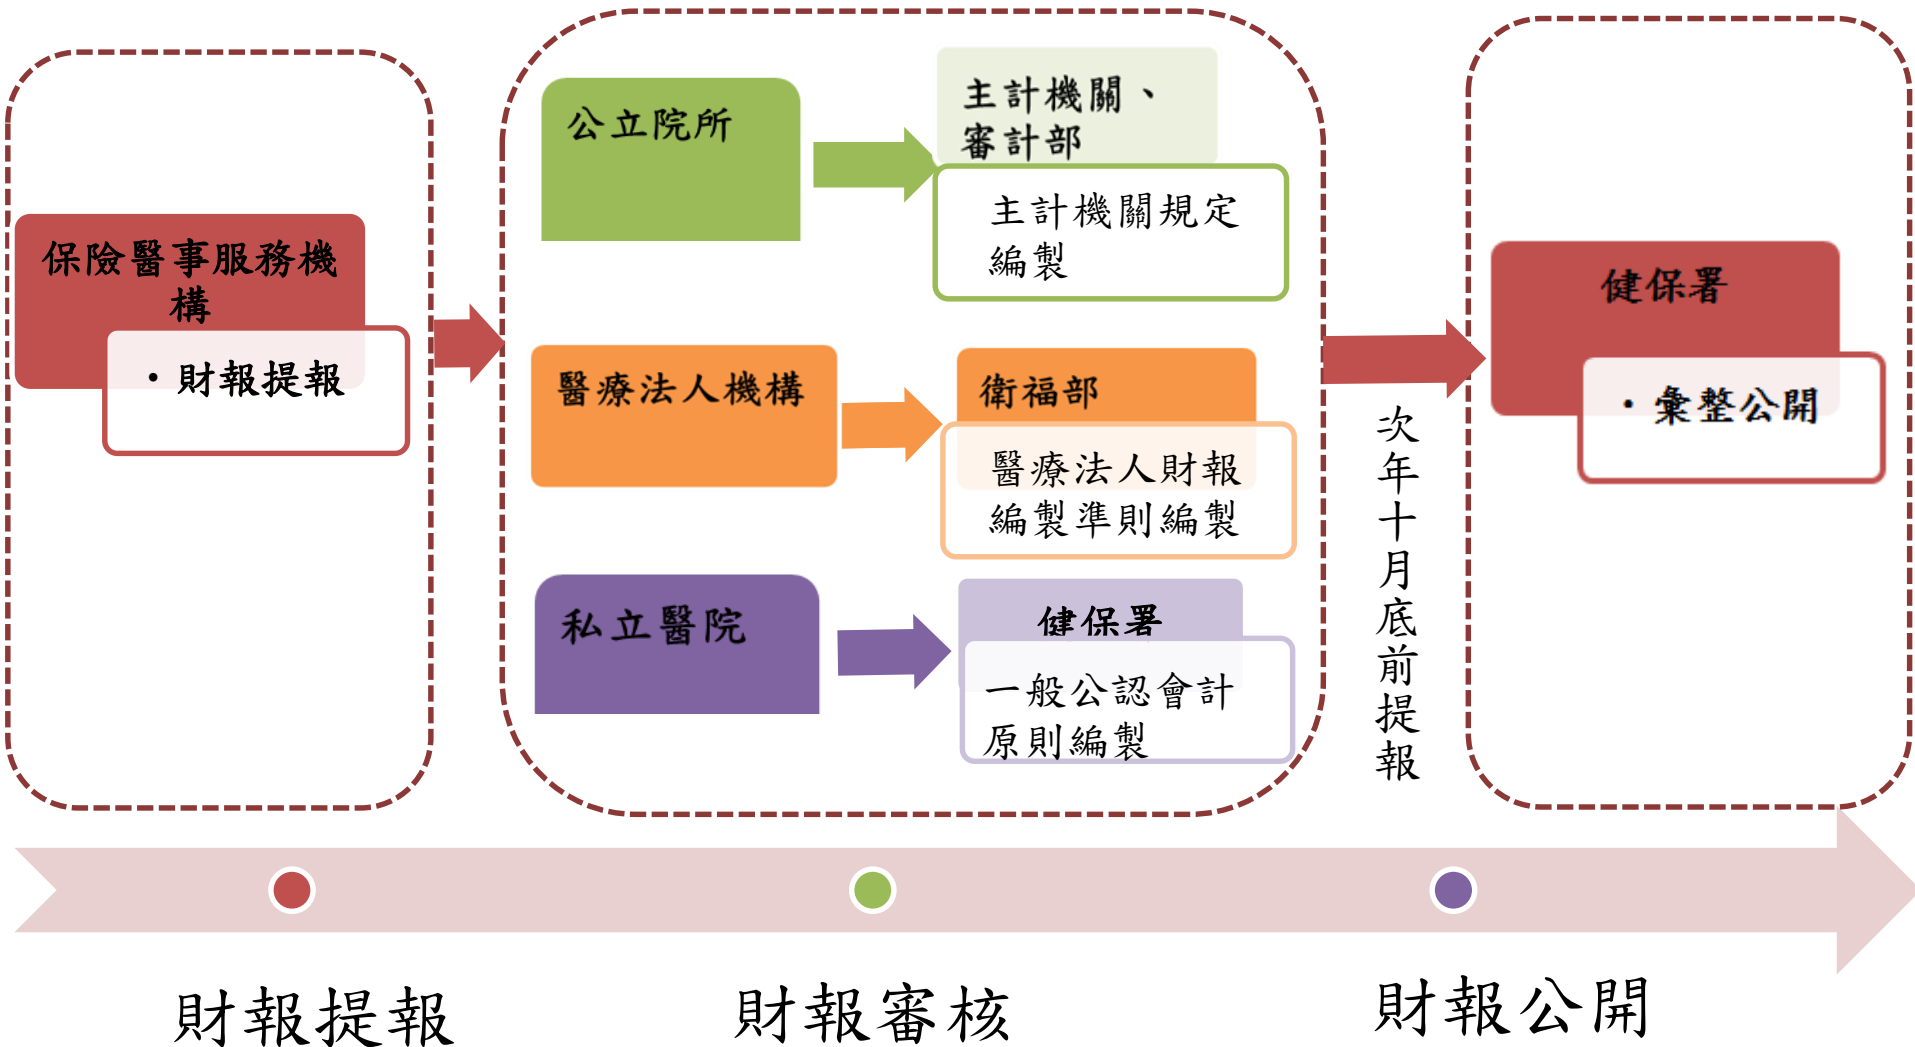 保險醫事服務機
構
・財報提報
公立院所
主計機關、
審計部
主計機關規定
編製
醫療法人機構
衛福部
醫療法人財報
編製準則編製
私立醫院
健保署
一般公認會計
原則編製
次年十月底前提報
健保署
・彙整公開
財報提報
財報審核
財報公開